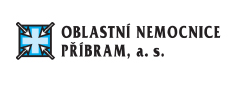 OBLASTNÍ NEMOCNICE
PŘÍBRAM, a. s.